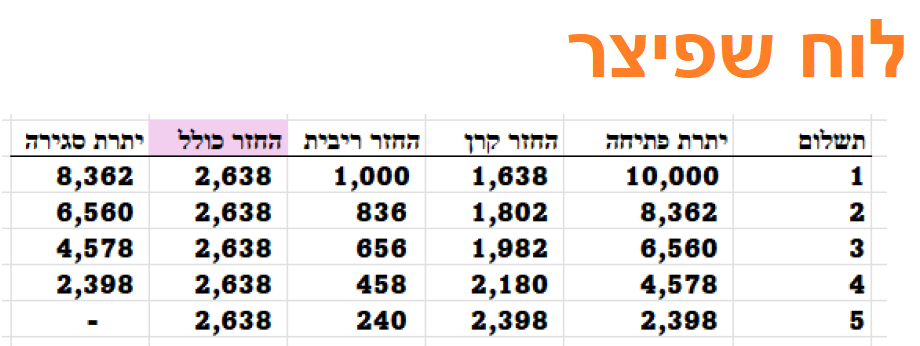 לוח שפיצר
תשלום יתרת פתיחה החזר קרן החזר ריבית החזר כולל יתרת סגירה
1 10,000 1,638 1,000 2,638 8,362
2 8,362 1,802 836 2,638 6,560
3 6,560 1,982 656 2,638 4,578
4 4,578 2,180 458 2,638 2,398
5 2,398 2,398 240 2,638 -